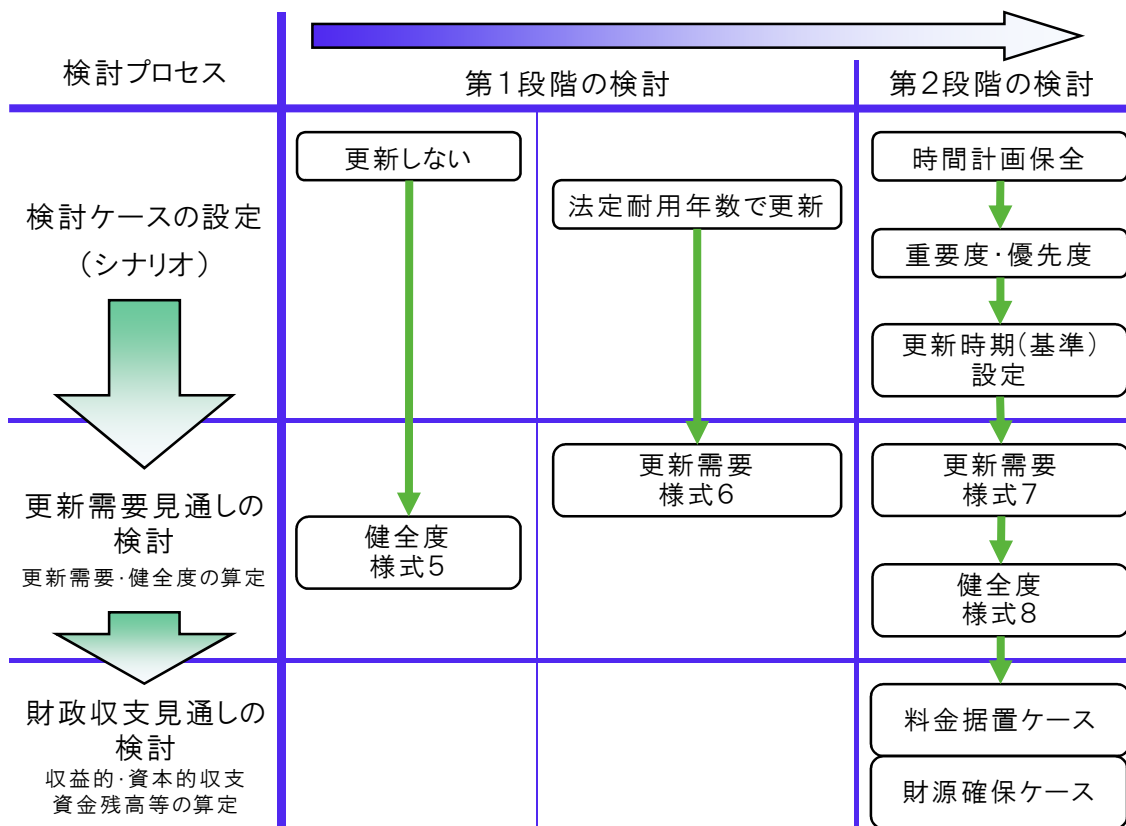 検討プロセス
第1段階の検討
第2段階の検討
検討ケースの設定
（シナリオ）
更新しない
法定耐用年数で更新
時間計画保全
重要度・優先度
更新時期（基準）
設定
更新需要見通しの
検討
更新需要・健全度の算定
健全度
様式5
更新需要
様式6
更新需要
様式7
健全度
様式8
財政収支見通しの
検討
収益的・資本的収支
資金残高等の算定
料金据置ケース
財源確保ケース